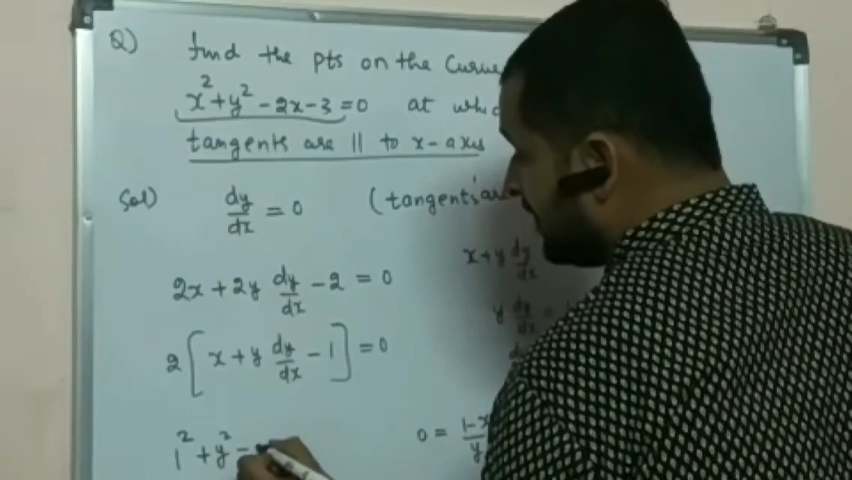 Q) find the pts on the curve
x² + y² - 2x - 3 = 0 at
tangents are || to x-axis
Sol) dy/dx = 0 (tangents are
x + y dy/dx
2x + 2y dy/dx - 2 = 0
y dy/dx =
2[x + y dy/dx - 1] = 0
1² + y² -
0 = 1-x/y